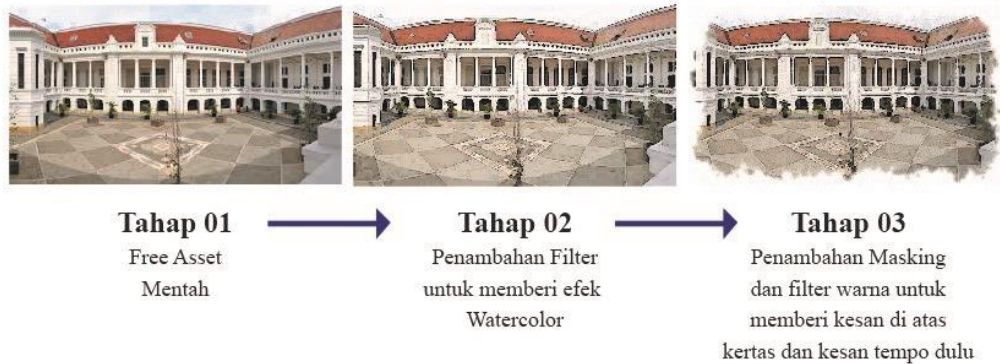 Tahap 01
Free Asset
Mentah
Tahap 02
Penambahan Filter
untuk memberi efek
Watercolor
Tahap 03
Penambahan Masking
dan filter warna untuk
memberi kesan di atas
kertas dan kesan tempo dulu